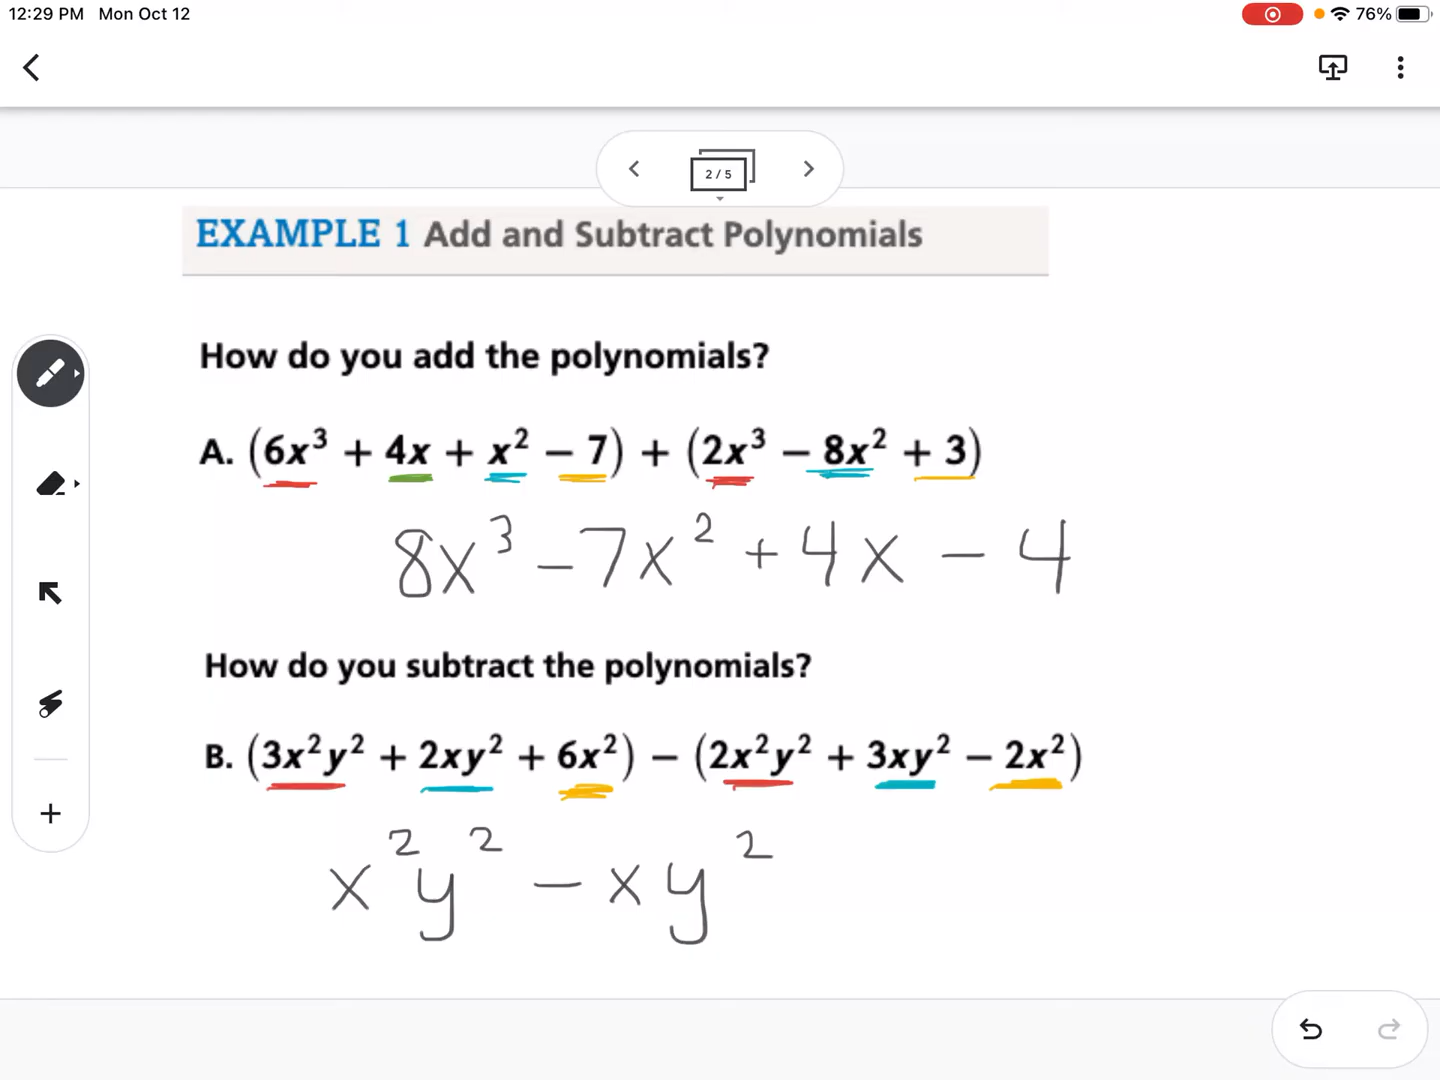 12:29 PM Mon Oct 12 76%
2 / 5
EXAMPLE 1 Add and Subtract Polynomials
How do you add the polynomials?
A. (6x³ + 4x + x² − 7) + (2x³ − 8x² + 3)
8x³ − 7x² + 4x − 4
How do you subtract the polynomials?
B. (3x²y² + 2xy² + 6x²) − (2x²y² + 3xy² − 2x²)
x²y² − xy²